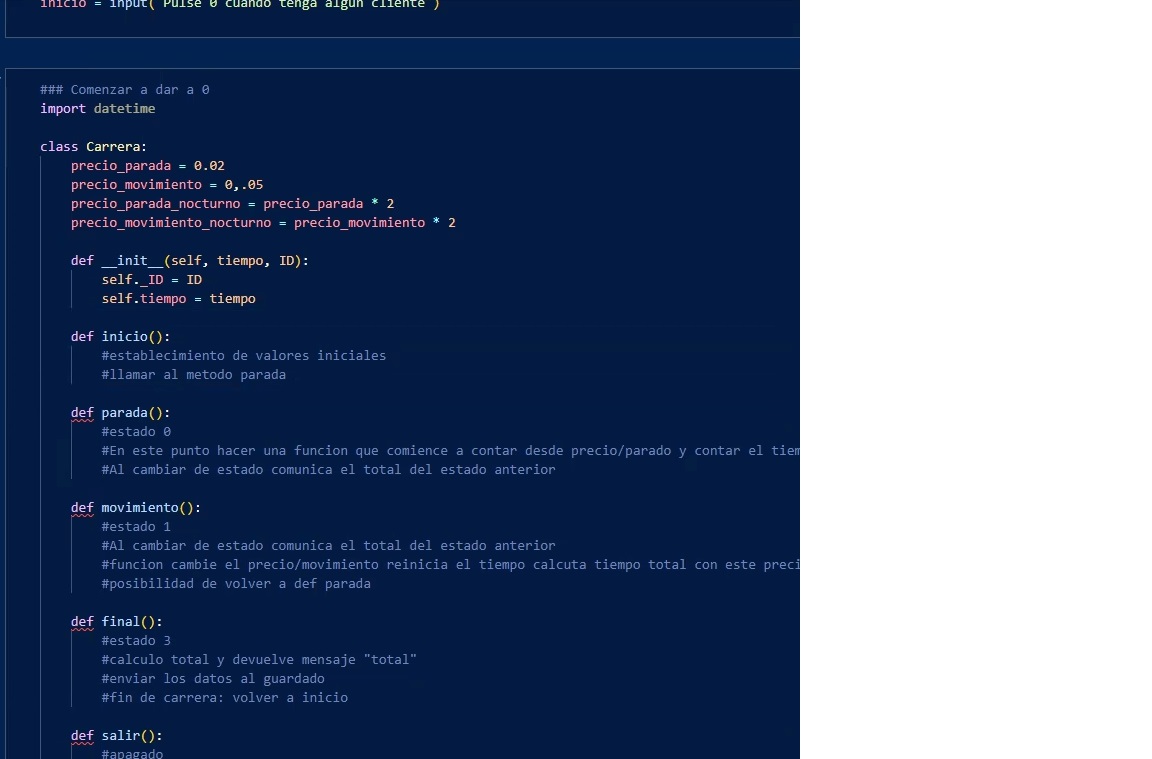 inicio = input( Pulse 0 cuando tenga algun cliente )
### Comenzar a dar a 0
import datetime
class Carrera:
precio_parada = 0.02
precio_movimiento = 0,.05
precio_parada_nocturno = precio_parada * 2
precio_movimiento_nocturno = precio_movimiento * 2
def __init__(self, tiempo, ID):
self._ID = ID
self.tiempo = tiempo
def inicio():
#establecimiento de valores iniciales
#llamar al metodo parada
def parada():
#estado 0
#En este punto hacer una funcion que comience a contar desde precio/parado y contar el tiem
#Al cambiar de estado comunica el total del estado anterior
def movimiento():
#estado 1
#Al cambiar de estado comunica el total del estado anterior
#funcion cambie el precio/movimiento reinicia el tiempo calcuta tiempo total con este preci
#posibilidad de volver a def parada
def final():
#estado 3
#calculo total y devuelve mensaje "total"
#enviar los datos al guardado
#fin de carrera: volver a inicio
def salir():
#apagado